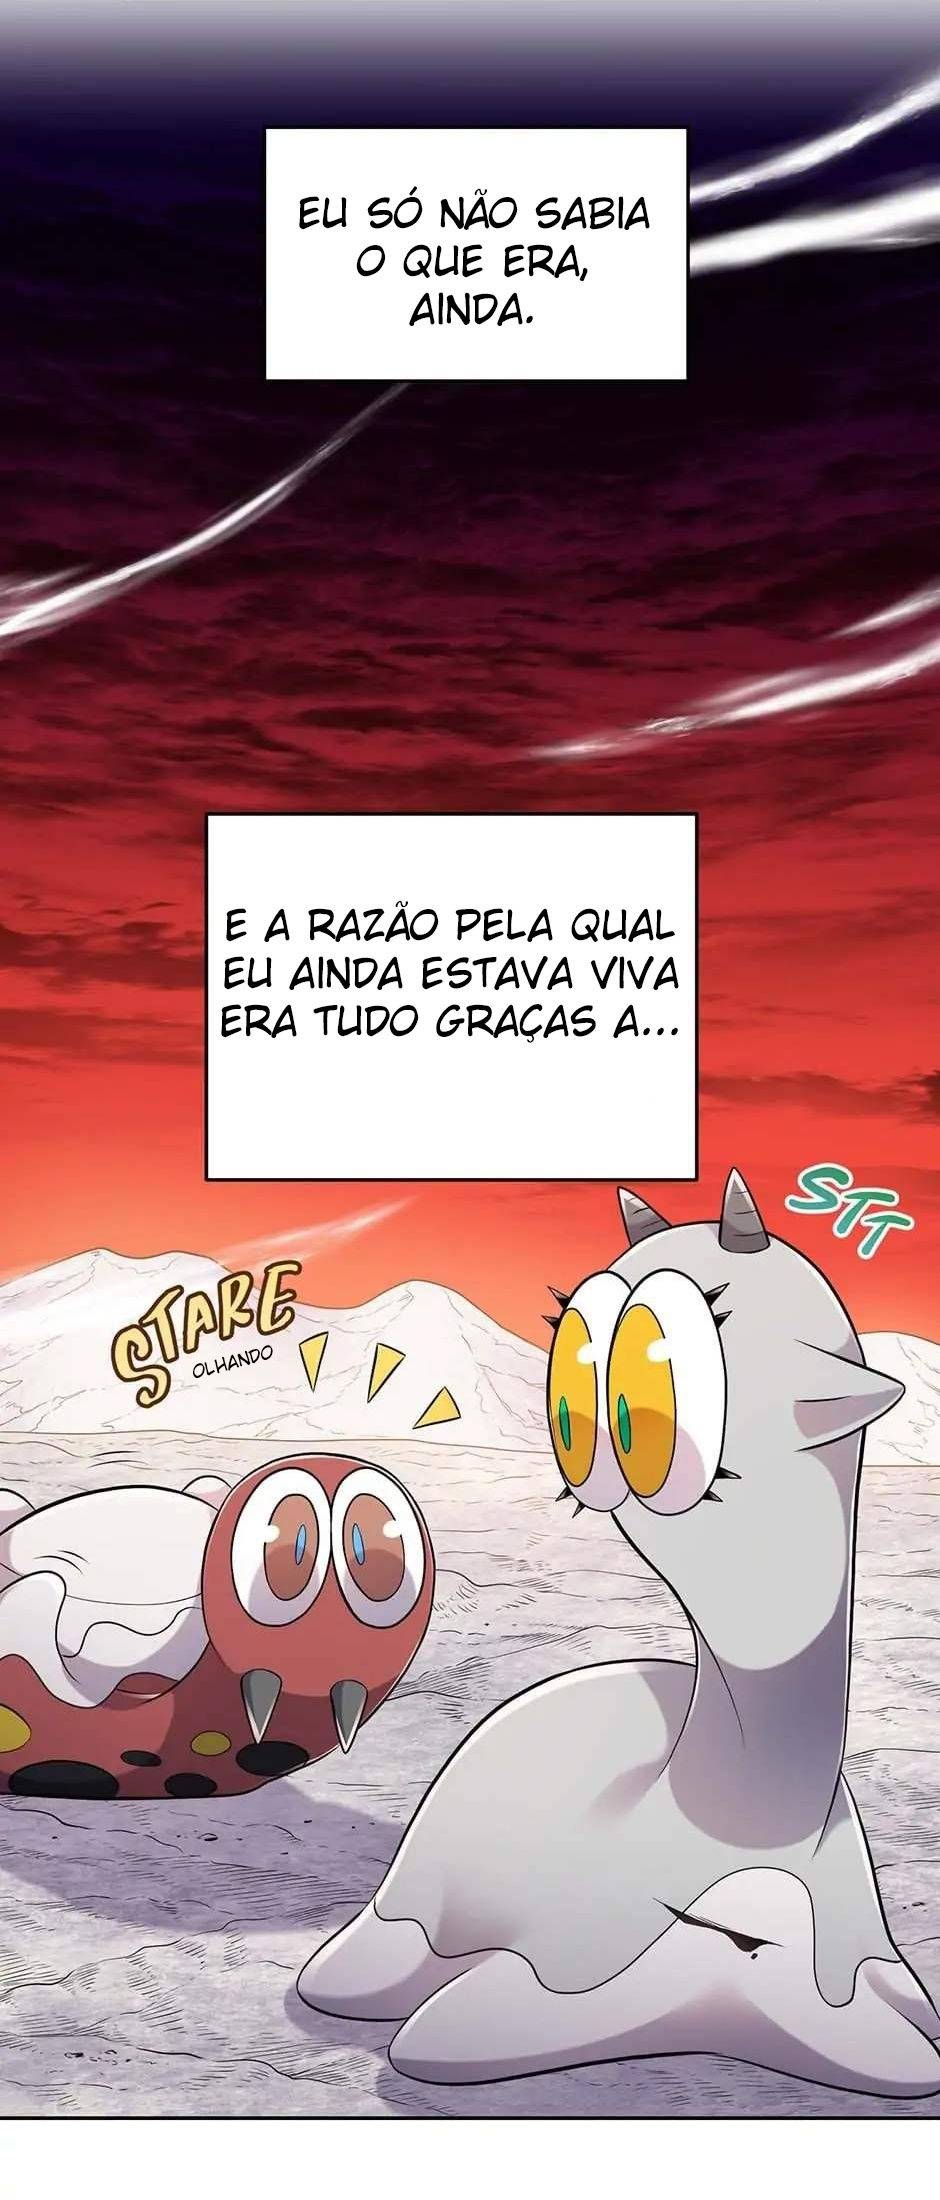 EU SÓ NÃO SABIA
O QUE ERA,
AINDA.
E A RAZÃO PELA QUAL
EU AINDA ESTAVA VIVA
ERA TUDO GRAÇAS A...
STT
STARE
OLHANDO